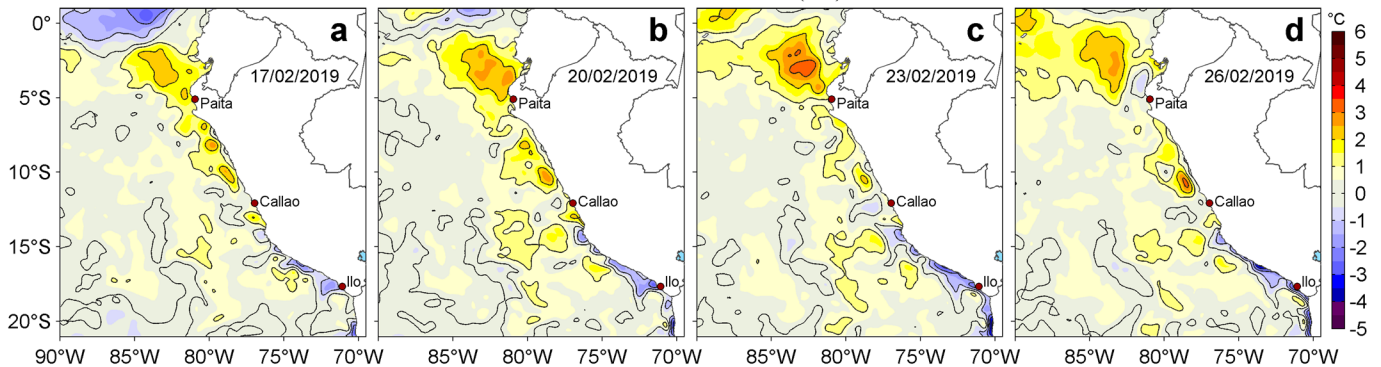 a b c d °C
0° 6
17/02/2019 20/02/2019 23/02/2019 26/02/2019
5
4
5°S Paita Paita Paita Paita
3
2
10°S 1
Callao Callao Callao Callao 0
-1
15°S -2
Ilo Ilo Ilo Ilo -3
-4
20°S -5
90°W 85°W 80°W 75°W 70°W 85°W 80°W 75°W 70°W 85°W 80°W 75°W 70°W 85°W 80°W 75°W 70°W